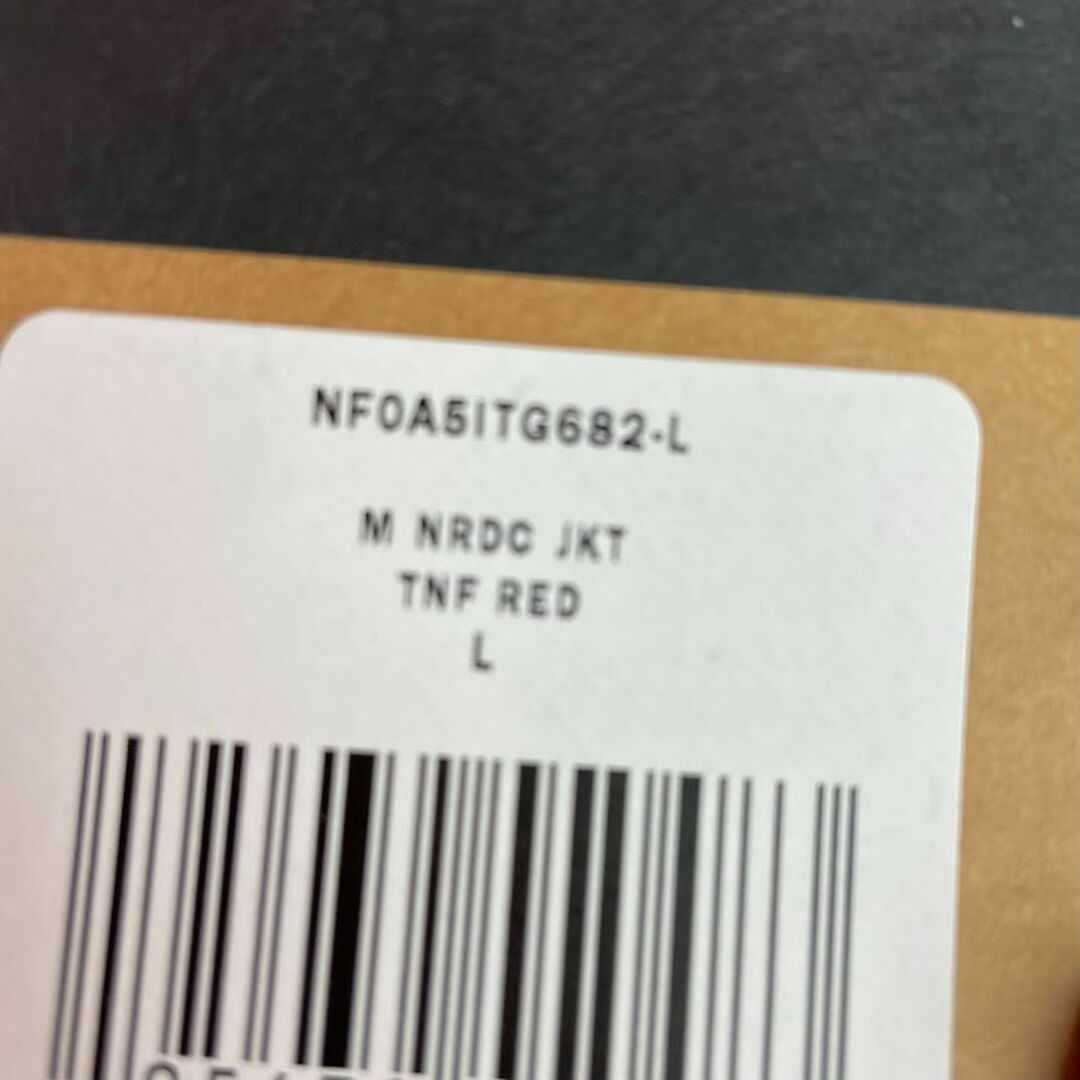 NF0A5ITG682-L
M NRDC JKT
TNF RED
L